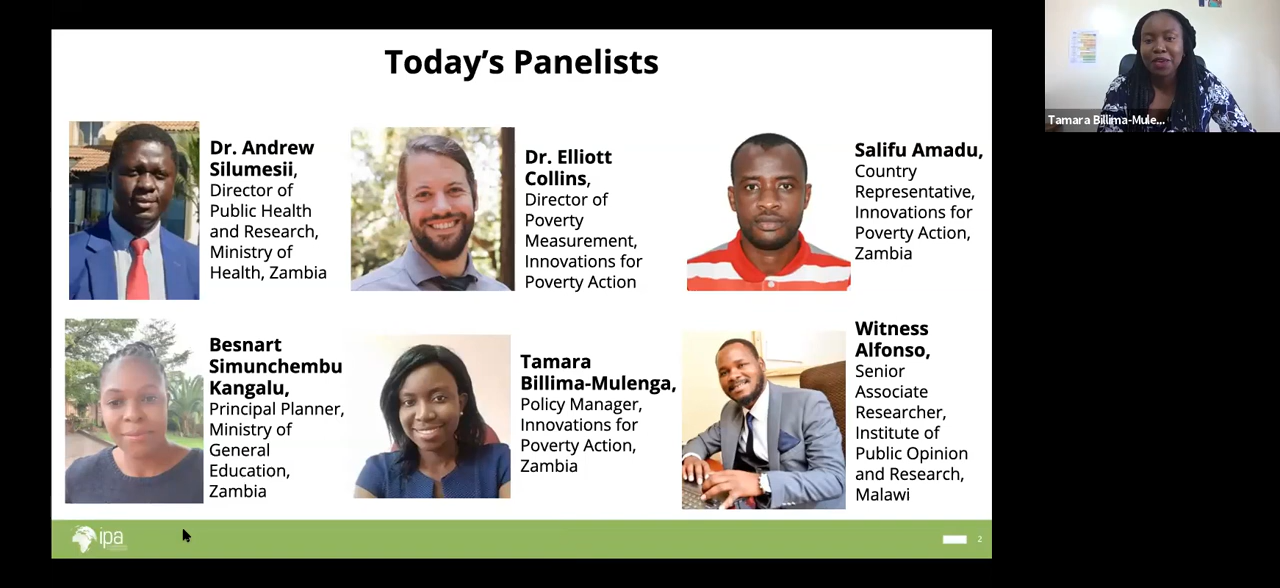 Today's Panelists
Dr. Andrew
Silumesii,
Director of
Public Health
and Research,
Ministry of
Health, Zambia
Dr. Elliott
Collins,
Director of
Poverty
Measurement,
Innovations for
Poverty Action
Salifu Amadu,
Country
Representative,
Innovations for
Poverty Action,
Zambia
Besnart
Simunchembu
Kangalu,
Principal Planner,
Ministry of
General
Education,
Zambia
Tamara
Billima-Mulenga,
Policy Manager,
Innovations for
Poverty Action,
Zambia
Witness
Alfonso,
Senior
Associate
Researcher,
Institute of
Public Opinion
and Research,
Malawi
ipa
2
Tamara Billima-Mule...